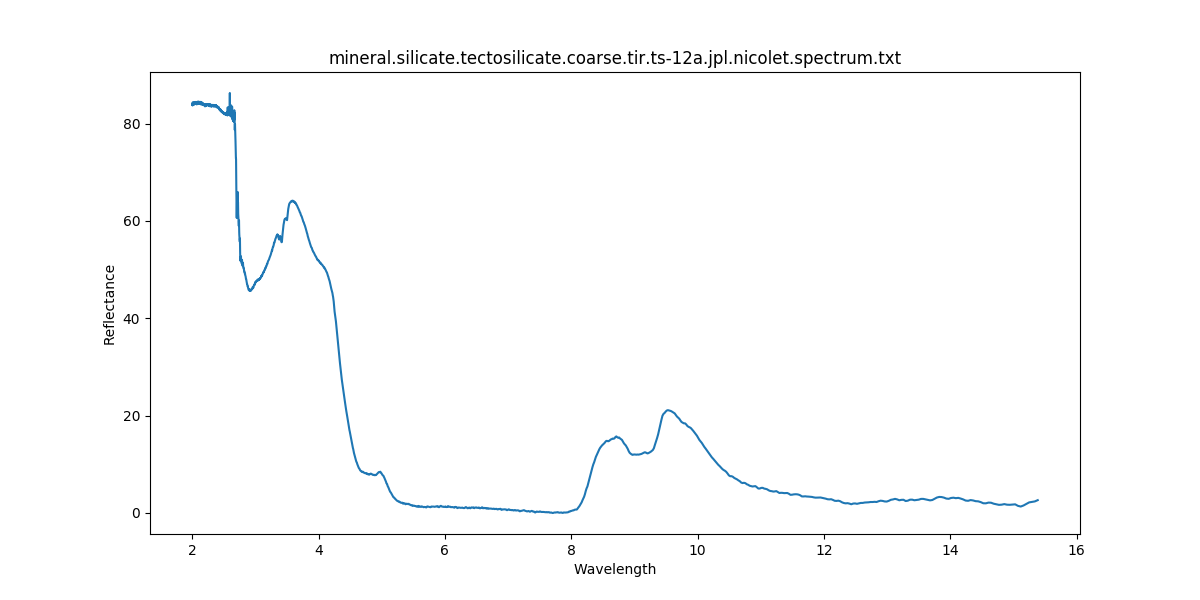 mineral.silicate.tectosilicate.coarse.tir.ts-12a.jpl.nicolet.spectrum.txt
80
60
40
20
0
Reflectance
2 4 6 8 10 12 14 16
Wavelength